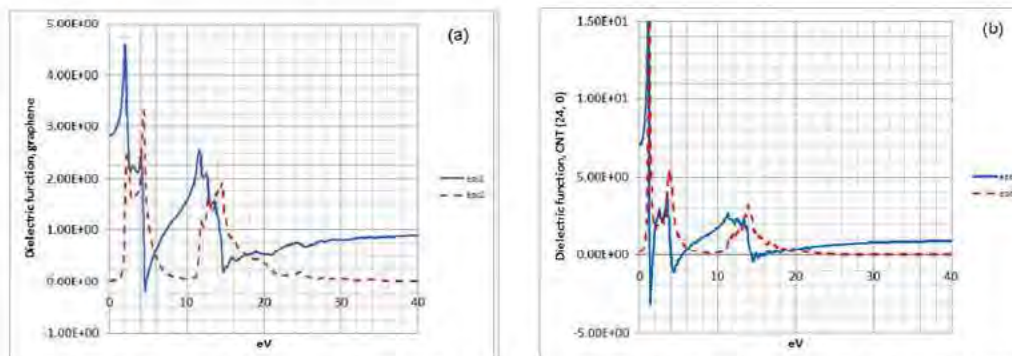 5.00E+00
(a)
4.00E+00
3.00E+00
2.00E+00
1.00E+00
0.00E+00
-1.00E+00
0 10 20 30 40
eV
Dielectric function, graphene
1.50E+01
(b)
1.00E+01
5.00E+00
0.00E+00
-5.00E+00
0 10 20 30 40
eV
Dielectric function, CNT (24, 0)